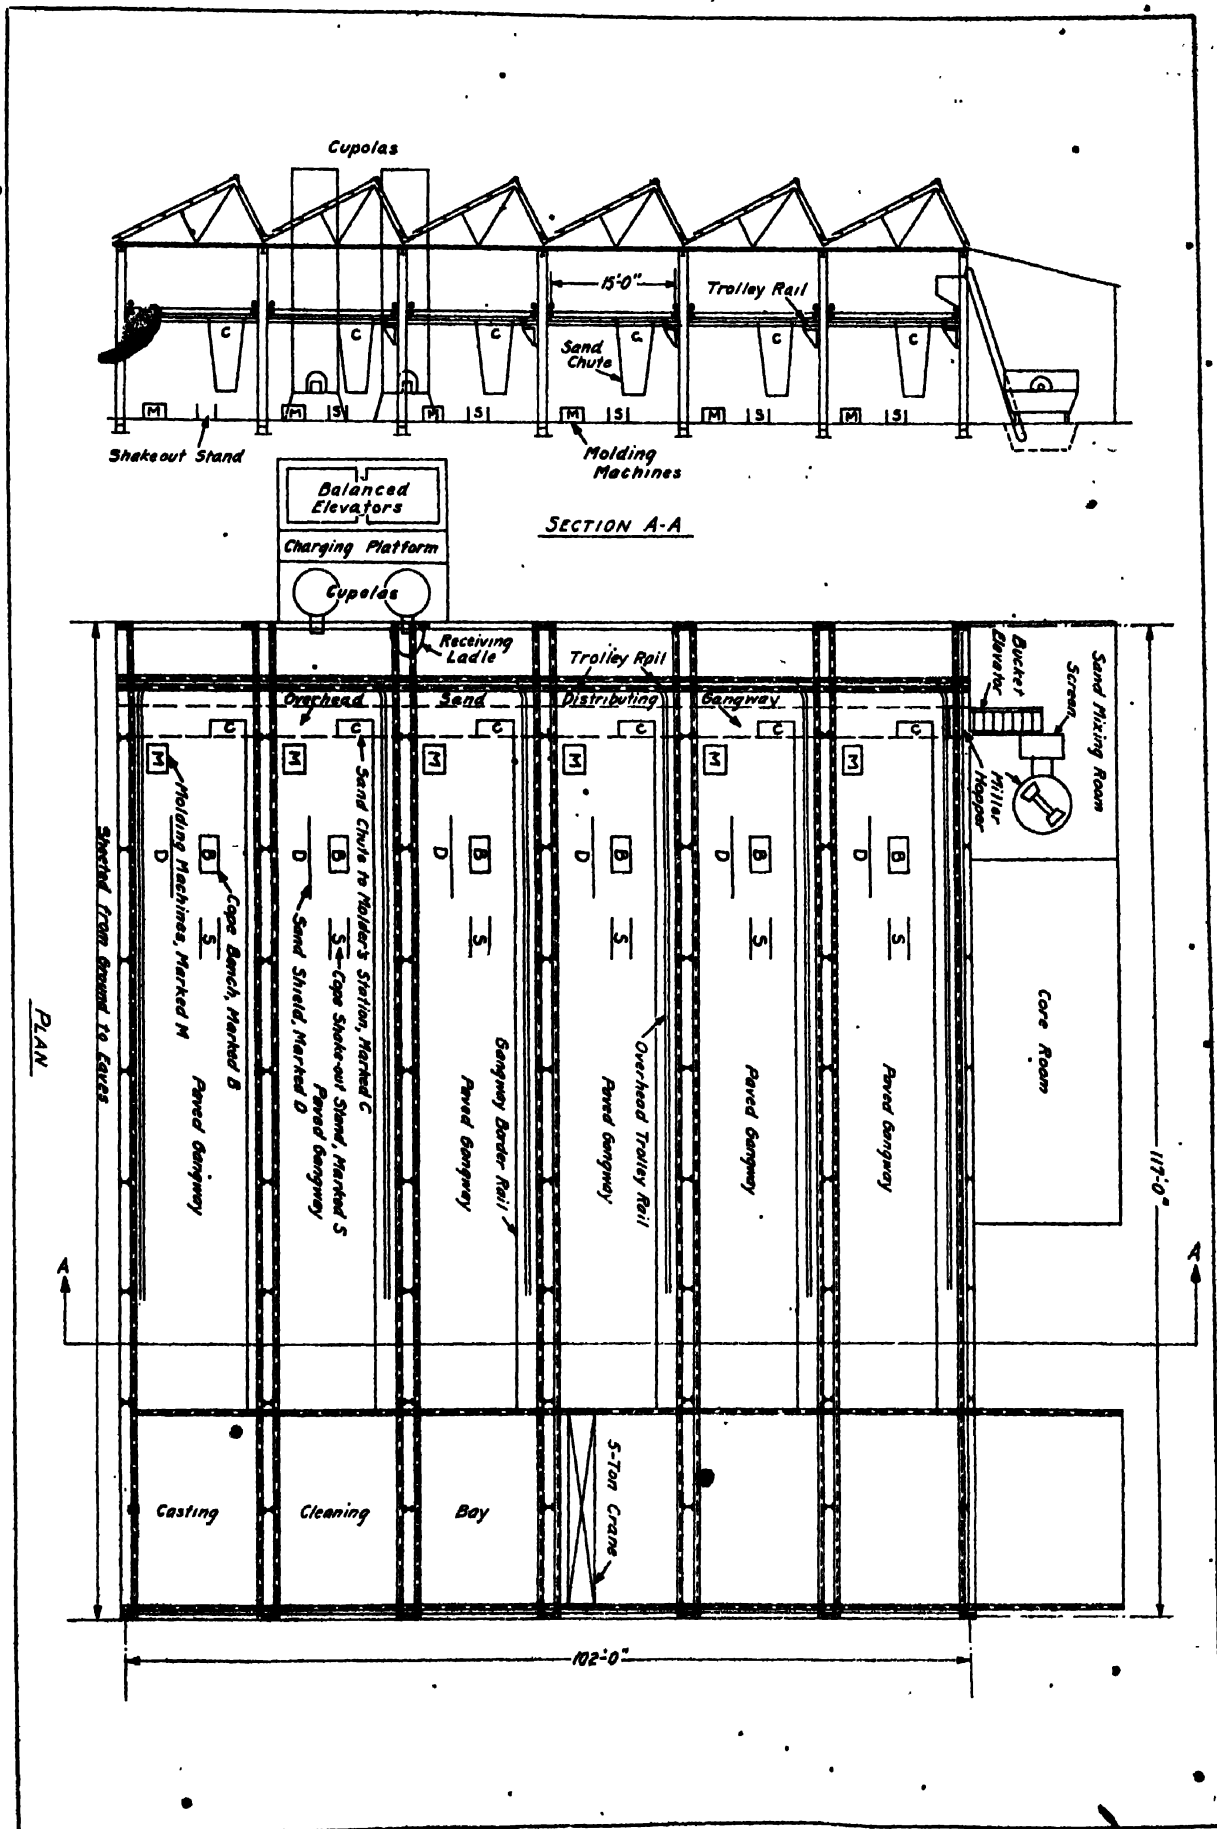 Cupolas
15'-0"
Trolley Rail
C
C
C
C
C
C
Sand
Chute
M
M
S
M
S
M
S
M
S
M
S
Shakeout Stand
Molding
Machines
SECTION A-A
Balanced
Elevators
Charging Platform
Cupolas
Receiving
Ladle
Trolley Rail
Overhead Sand Distributing Gangway
Bucket
Elevator
Screen
Sand Mixing Room
Miller
Hopper
C
C
C
C
C
C
M
M
M
M
M
M
B
B
B
B
B
B
D
D
D
D
D
D
S
S
S
S
S
S
Molding Machines, Marked M
Cope Bench, Marked B
Sand Shield, Marked D
Cope Shake-out Stand, Marked S
Sand Chute to Molder's Station, Marked C
Sheeted from Ground to Eaves
Paved Gangway
Paved Gangway
Paved Gangway
Paved Gangway
Paved Gangway
Paved Gangway
Gangway Border Rail
Overhead Trolley Rail
Core Room
117'-0"
PLAN
A
A
Casting Cleaning Bay
5-Ton Crane
102'-0"